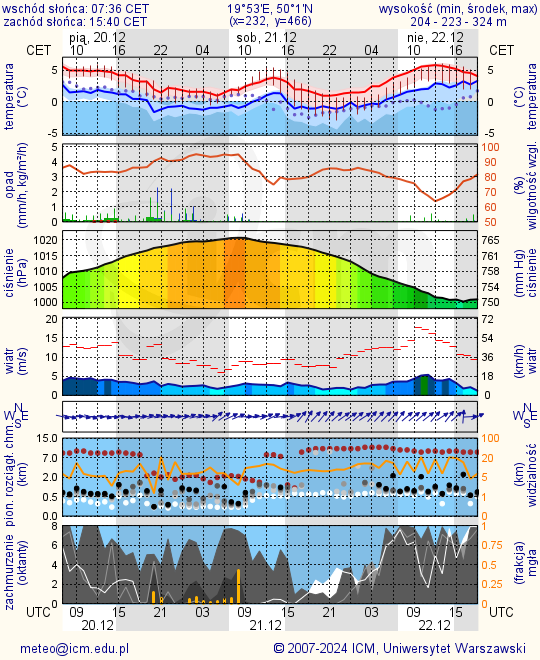 wschód słońca: 07:36 CET 19°53'E, 50°1'N wysokość (min, środek, max)
zachód słońca: 15:40 CET (x=232, y=466) 204 - 223 - 324 m
pią, 20.12 sob, 21.12 nie, 22.12
CET 10 16 22 04 10 16 22 04 10 16 CET
temperatura (°C)
5 0 -5
5 0 -5
temperatura (°C)
opad (mm/h, kg/m²/h)
5 4 3 2 1 0
100 90 80 70 60 50
wilgotność wzgl. (%)
ciśnienie (hPa)
1020 1015 1010 1005 1000
765 761 758 754 750
ciśnienie (mm Hg)
wiatr (m/s)
20 15 10 5 0
72 54 36 18 0
wiatr (km/h)
N W E S
N W E S
pion. rozciągł. chm. (km)
15.0 7.0 2.0 0.5 0.0
100 20 5 1 0
widzialność (km)
zachmurzenie (oktanty)
8 6 4 2 0
1 0.75 0.5 0.25 0
mgła (frakcja)
UTC 09 15 21 03 09 15 21 03 09 15 UTC
20.12 21.12 22.12
meteo@icm.edu.pl © 2007-2024 ICM, Uniwersytet Warszawski